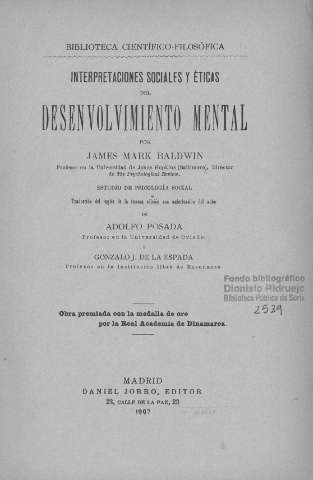 BIBLIOTECA CIENTÍFICO-FILOSÓFICA
INTERPRETACIONES SOCIALES Y ÉTICAS
DEL
DESENVOLVIMIENTO MENTAL
POR
JAMES MARK BALDWIN
Profesor en la Universidad de Johns Hopkins (Baltimore), Director
de The Psychological Review.
ESTUDIO DE PSICOLOGÍA SOCIAL
Traducción del inglés de la edición con autorización del autor
DE
ADOLFO POSADA
Profesor en la Universidad de Oviedo
Y
GONZALO J. DE LA ESPADA
Profesor en la Institución libre de Enseñanza
Fondo bibliográfico
Dionisio Ridruejo
Biblioteca Pública de Soria
2539
Obra premiada con la medalla de oro
por la Real Academia de Dinamarca.
MADRID
DANIEL JORRO, EDITOR
23, CALLE DE LA PAZ, 23
1907